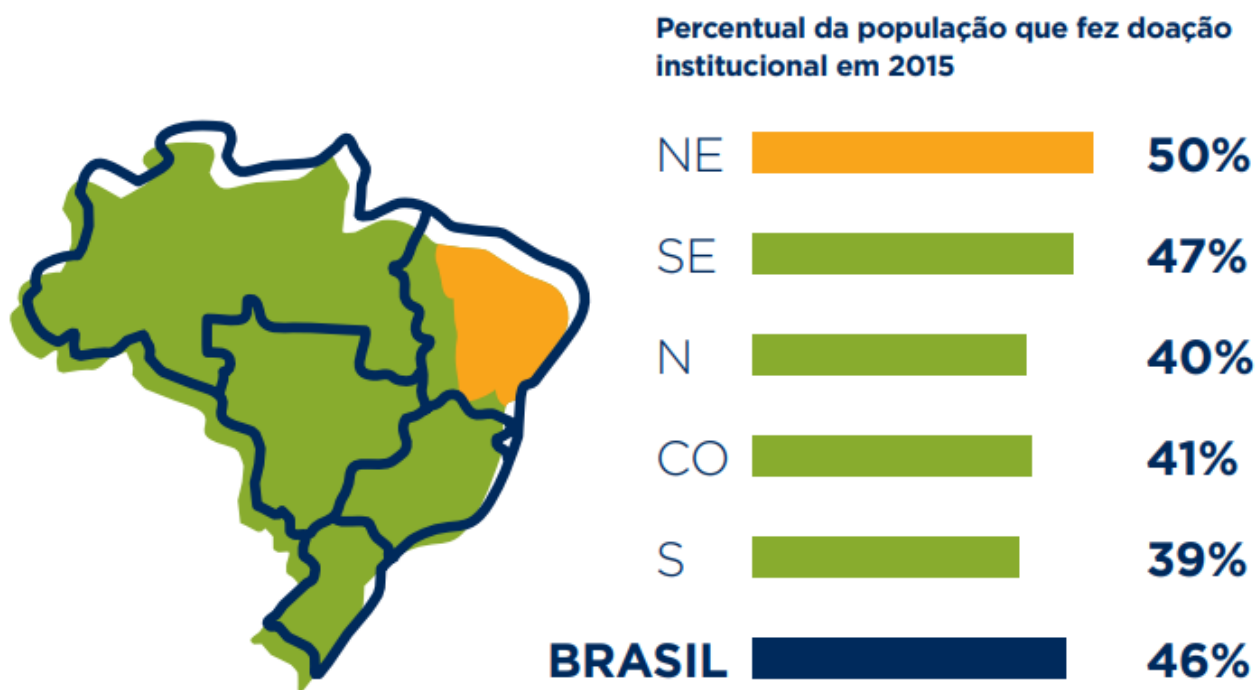 Percentual da população que fez doação
institucional em 2015
NE 50%
SE 47%
N 40%
CO 41%
S 39%
BRASIL 46%